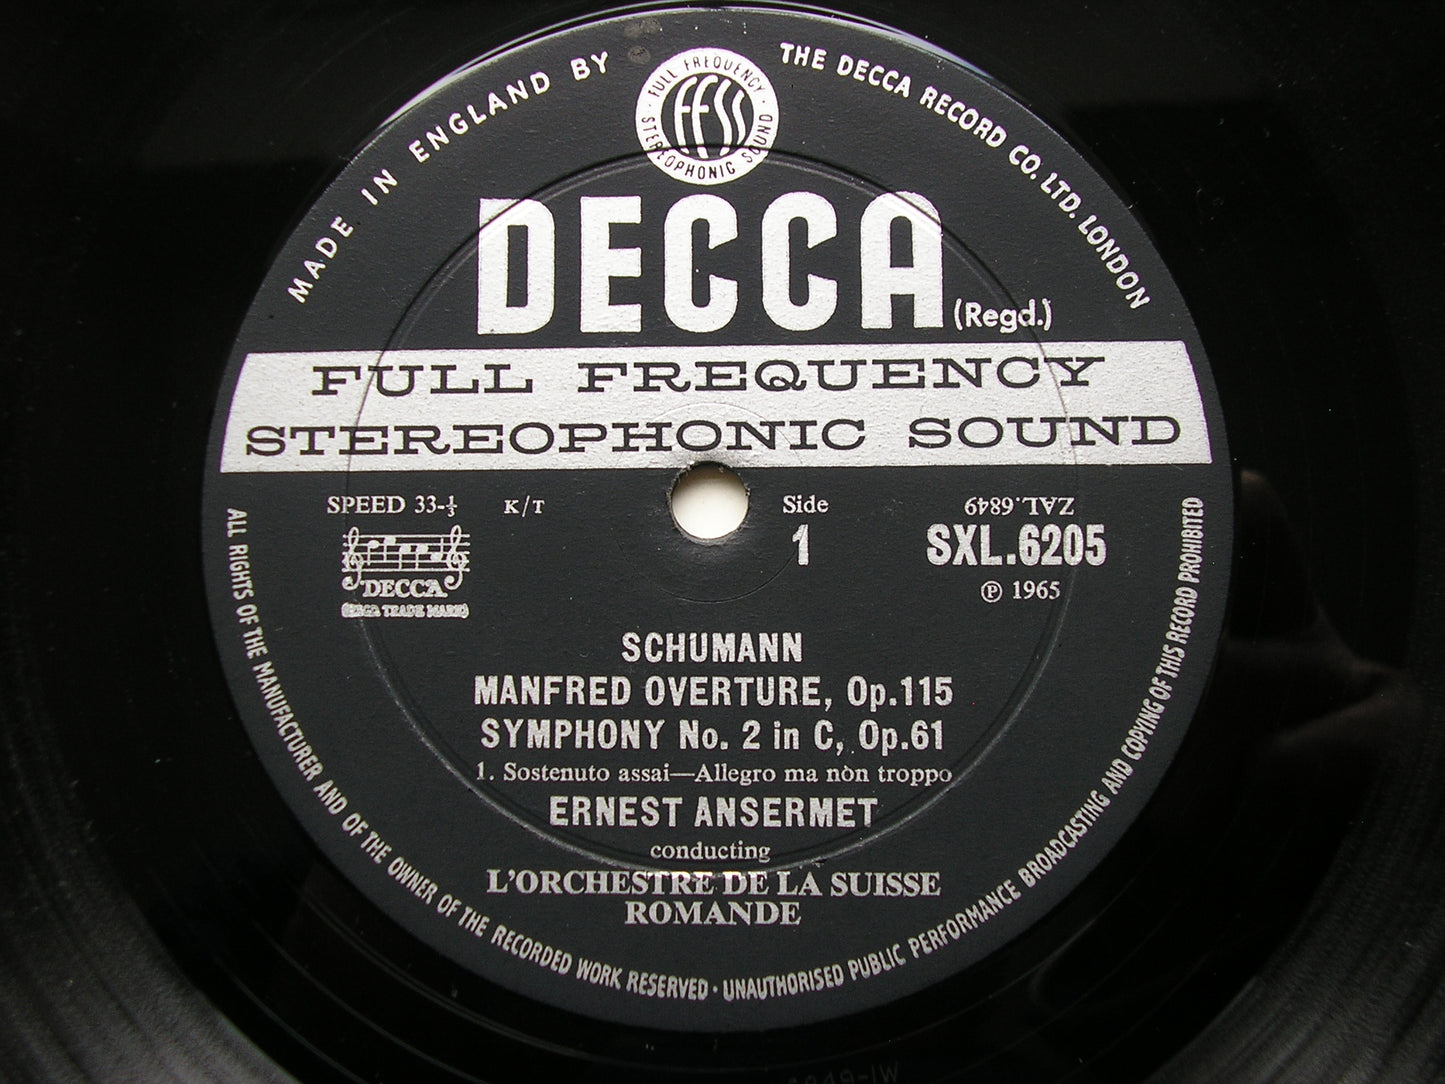 MADE IN ENGLAND BY
THE DECCA RECORD CO. LTD. LONDON
FULL FREQUENCY
FFSS
STEREOPHONIC SOUND
DECCA (Regd.)
FULL FREQUENCY
STEREOPHONIC SOUND
SPEED 33-⅓ K/T Side ZAL.6849
1 SXL.6205
DECCA
(REGD TRADE MARK)
℗ 1965
SCHUMANN
MANFRED OVERTURE, Op.115
SYMPHONY No. 2 in C, Op.61
1. Sostenuto assai—Allegro ma nòn troppo
ERNEST ANSERMET
conducting
L'ORCHESTRE DE LA SUISSE
ROMANDE
ALL RIGHTS OF THE MANUFACTURER AND OF THE OWNER OF THE RECORDED WORK RESERVED · UNAUTHORISED PUBLIC PERFORMANCE BROADCASTING AND COPYING OF THIS RECORD PROHIBITED